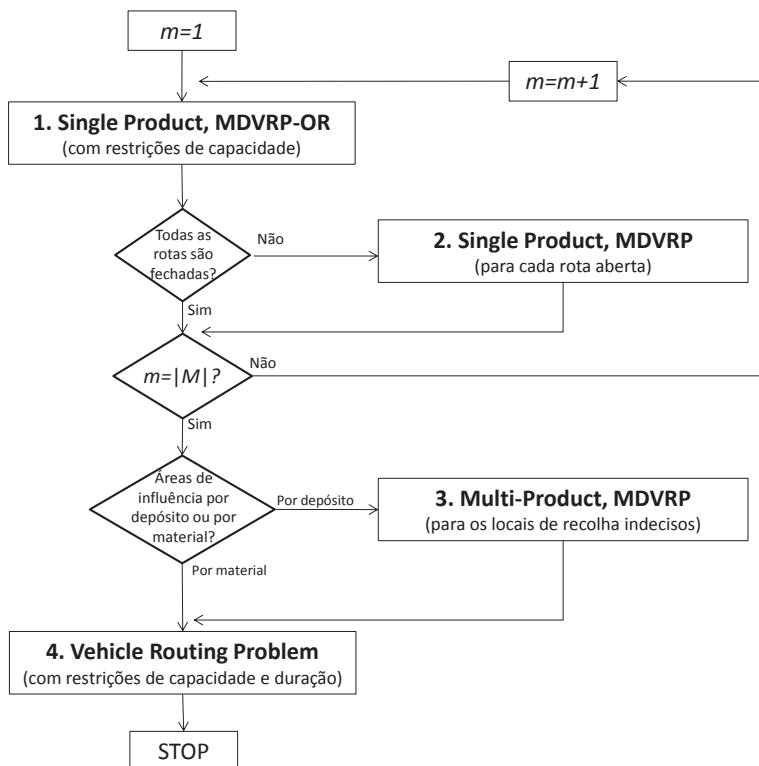 m=1
m=m+1
1. Single Product, MDVRP-OR
(com restrições de capacidade)
Todas as
rotas são
fechadas?
Não
2. Single Product, MDVRP
(para cada rota aberta)
Sim
m=|M|?
Não
Sim
Áreas de
influência por
depósito ou por
material?
Por depósito
3. Multi-Product, MDVRP
(para os locais de recolha indecisos)
Por material
4. Vehicle Routing Problem
(com restrições de capacidade e duração)
STOP